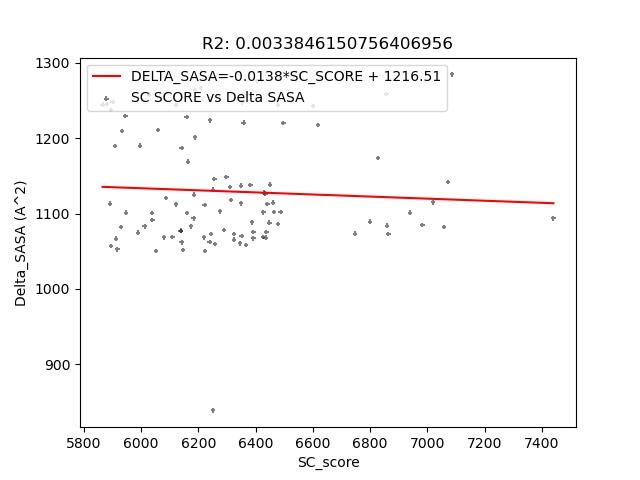 R2: 0.0033846150756406956
DELTA_SASA=-0.0138*SC_SCORE + 1216.51
SC SCORE vs Delta SASA
Delta_SASA (A^2)
1300
1200
1100
1000
900
5800 6000 6200 6400 6600 6800 7000 7200 7400
SC_score